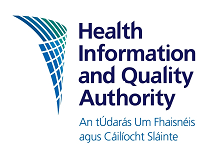 Health
Information
and Quality
Authority
An tÚdarás Um Fhaisnéis
agus Cáilíocht Sláinte